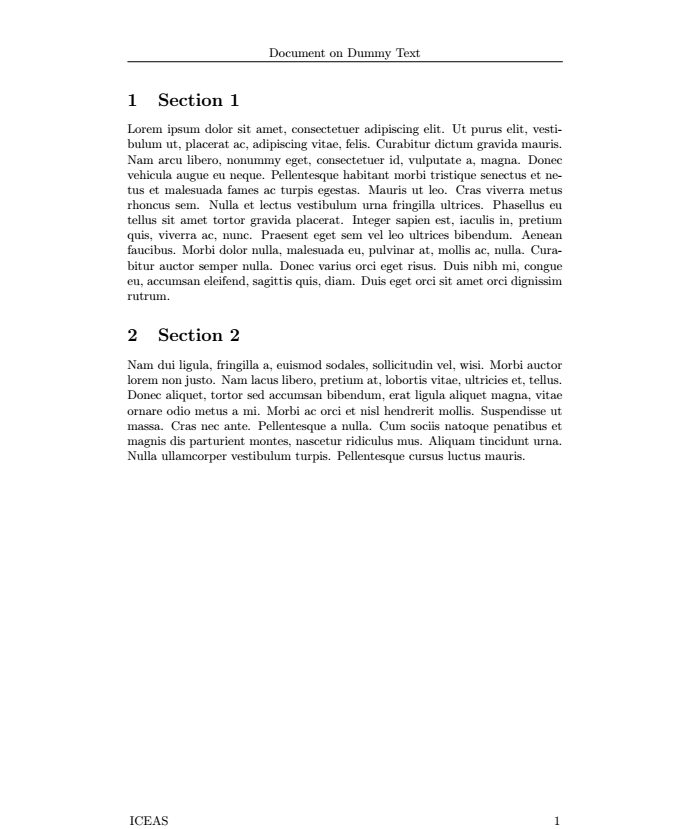 Document on Dummy Text
1 Section 1
Lorem ipsum dolor sit amet, consectetuer adipiscing elit. Ut purus elit, vesti-
bulum ut, placerat ac, adipiscing vitae, felis. Curabitur dictum gravida mauris.
Nam arcu libero, nonummy eget, consectetuer id, vulputate a, magna. Donec
vehicula augue eu neque. Pellentesque habitant morbi tristique senectus et ne-
tus et malesuada fames ac turpis egestas. Mauris ut leo. Cras viverra metus
rhoncus sem. Nulla et lectus vestibulum urna fringilla ultrices. Phasellus eu
tellus sit amet tortor gravida placerat. Integer sapien est, iaculis in, pretium
quis, viverra ac, nunc. Praesent eget sem vel leo ultrices bibendum. Aenean
faucibus. Morbi dolor nulla, malesuada eu, pulvinar at, mollis ac, nulla. Cura-
bitur auctor semper nulla. Donec varius orci eget risus. Duis nibh mi, congue
eu, accumsan eleifend, sagittis quis, diam. Duis eget orci sit amet orci dignissim
rutrum.
2 Section 2
Nam dui ligula, fringilla a, euismod sodales, sollicitudin vel, wisi. Morbi auctor
lorem non justo. Nam lacus libero, pretium at, lobortis vitae, ultricies et, tellus.
Donec aliquet, tortor sed accumsan bibendum, erat ligula aliquet magna, vitae
ornare odio metus a mi. Morbi ac orci et nisl hendrerit mollis. Suspendisse ut
massa. Cras nec ante. Pellentesque a nulla. Cum sociis natoque penatibus et
magnis dis parturient montes, nascetur ridiculus mus. Aliquam tincidunt urna.
Nulla ullamcorper vestibulum turpis. Pellentesque cursus luctus mauris.
ICEAS 1